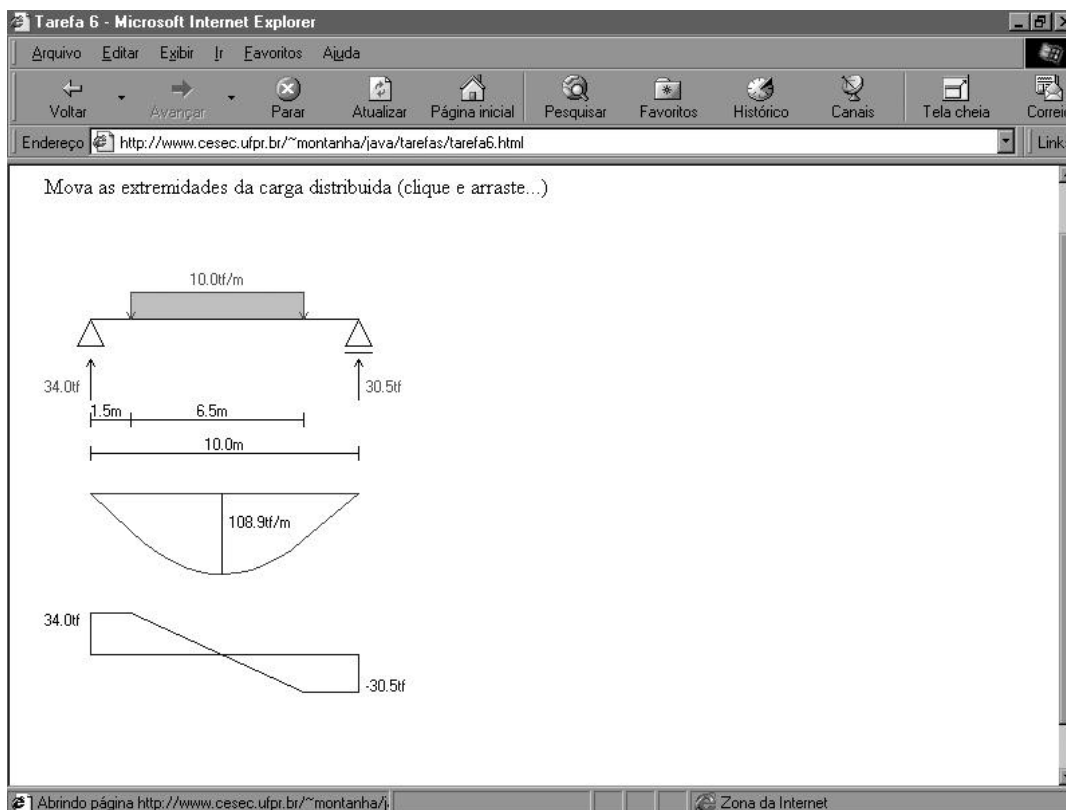 Tarefa 6 - Microsoft Internet Explorer
Arquivo Editar Exibir Ir Favoritos Ajuda
Voltar Avançar Parar Atualizar Página inicial Pesquisar Favoritos Histórico Canais Tela cheia Correio
Endereço http://www.cesec.ufpr.br/~montanha/java/tarefas/tarefa6.html Link
Mova as extremidades da carga distribuida (clique e arraste...)
10.0tf/m
34.0tf 30.5tf
1.5m 6.5m
10.0m
108.9tf/m
34.0tf
-30.5tf
Abrindo página http://www.cesec.ufpr.br/~montanha/j Zona da Internet